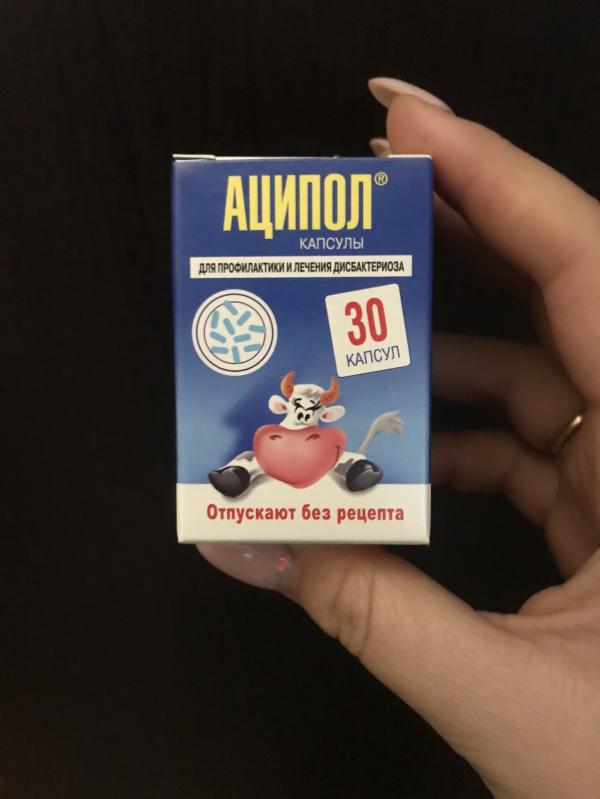 АЦИПОЛ®
КАПСУЛЫ
ДЛЯ ПРОФИЛАКТИКИ И ЛЕЧЕНИЯ ДИСБАКТЕРИОЗА
30
КАПСУЛ
Отпускают без рецепта